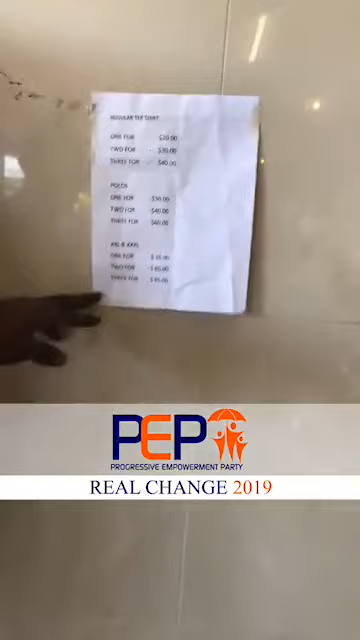 REGULAR TEE SHIRT
ONE FOR $20.00
TWO FOR - $30.00
THREE FOR - $40.00
POLOS
ONE FOR $30.00
TWO FOR - $40.00
THREE FOR $60.00
ONE FOR
TWO FOR
THREE FOR
PEP
PROGRESSIVE EMPOWERMENT PARTY
REAL CHANGE 2019